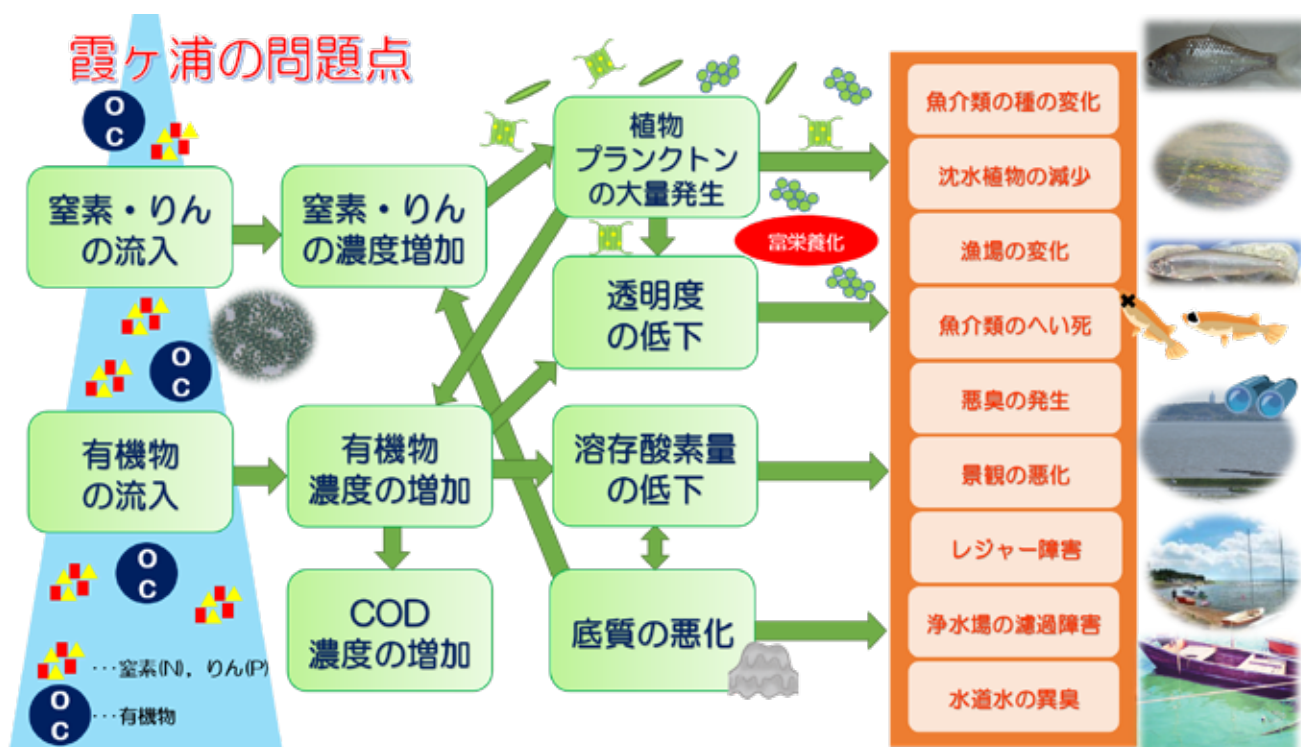 霞ヶ浦の問題点
O
C
窒素・りん
の流入
窒素・りん
の濃度増加
植物
プランクトン
の大量発生
富栄養化
透明度
の低下
O
C
有機物
の流入
有機物
濃度の増加
溶存酸素量
の低下
O
C
COD
濃度の増加
底質の悪化
…窒素(N)，りん(P)
O
C
…有機物
魚介類の種の変化
沈水植物の減少
漁場の変化
魚介類のへい死
悪臭の発生
景観の悪化
レジャー障害
浄水場の濾過障害
水道水の異臭